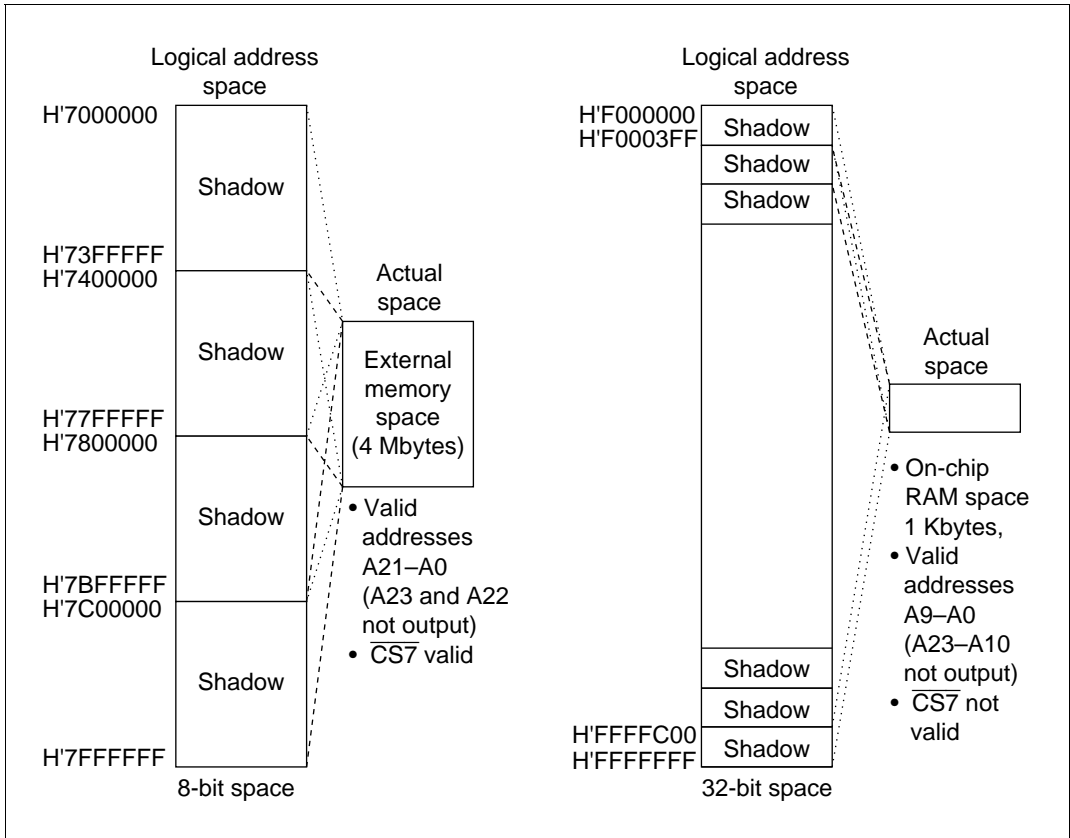 Logical address
space
H'7000000
Shadow
H'73FFFFF
H'7400000
Shadow
H'77FFFFF
H'7800000
Shadow
H'7BFFFFF
H'7C00000
Shadow
H'7FFFFFF
8-bit space
Actual
space
External
memory
space
(4 Mbytes)
• Valid
addresses
A21–A0
(A23 and A22
not output)
• C̅S̅7̅ valid
Logical address
space
H'F000000
H'F0003FF
Shadow
Shadow
Shadow
Shadow
Shadow
H'FFFFC00
Shadow
H'FFFFFFF
32-bit space
Actual
space
• On-chip
RAM space
1 Kbytes,
• Valid
addresses
A9–A0
(A23–A10
not output)
• C̅S̅7̅ not
valid